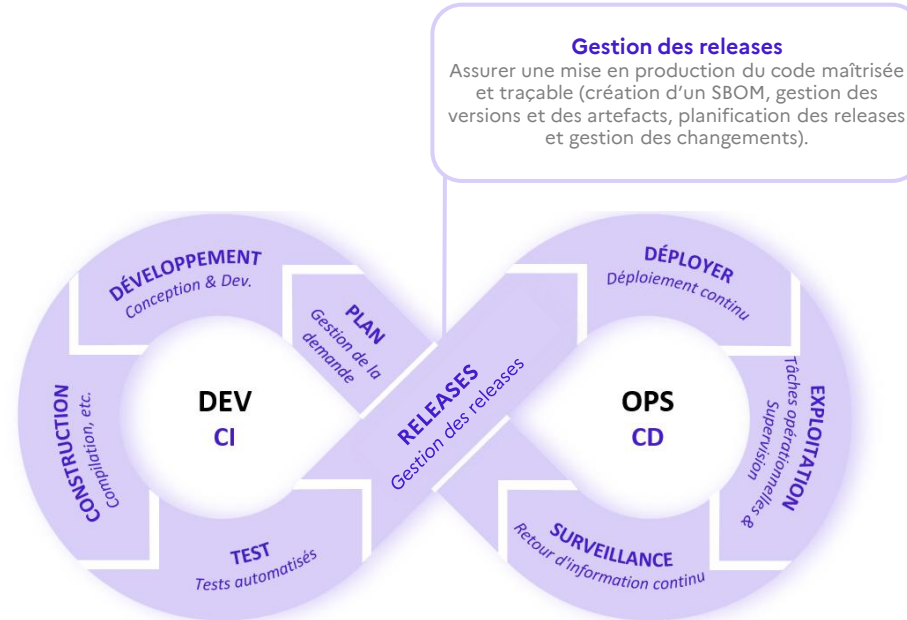 Gestion des releases
Assurer une mise en production du code maîtrisée
et traçable (création d'un SBOM, gestion des
versions et des artefacts, planification des releases
et gestion des changements).
DÉVELOPPEMENT
Conception & Dev.
PLAN
Gestion de la
demande
CONSTRUCTION
Compilation, etc.
DEV
CI
TEST
Tests automatisés
RELEASES
Gestion des releases
DÉPLOYER
Déploiement continu
OPS
CD
EXPLOITATION
Tâches opérationnelles &
Supervision
SURVEILLANCE
Retour d'information continu